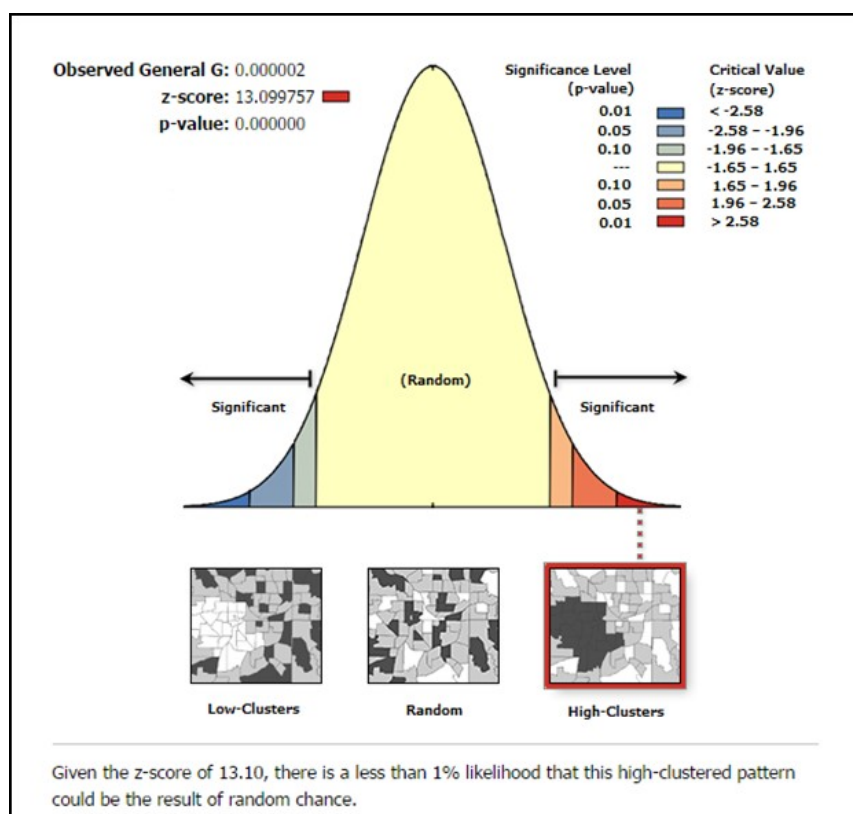 Observed General G: 0.000002
z-score: 13.099757
p-value: 0.000000
Significance Level Critical Value
(p-value) (z-score)
0.01 < -2.58
0.05 -2.58 – -1.96
0.10 -1.96 – -1.65
--- -1.65 – 1.65
0.10 1.65 – 1.96
0.05 1.96 – 2.58
0.01 > 2.58
(Random)
Significant Significant
Low-Clusters Random High-Clusters
Given the z-score of 13.10, there is a less than 1% likelihood that this high-clustered pattern
could be the result of random chance.